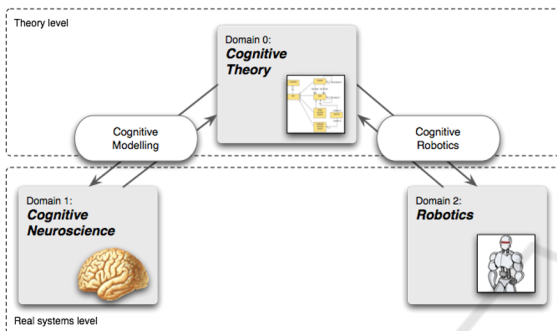 Theory level
Domain 0:
Cognitive
Theory
Cognitive
Modelling
Cognitive
Robotics
Domain 1:
Cognitive
Neuroscience
Domain 2:
Robotics
Real systems level